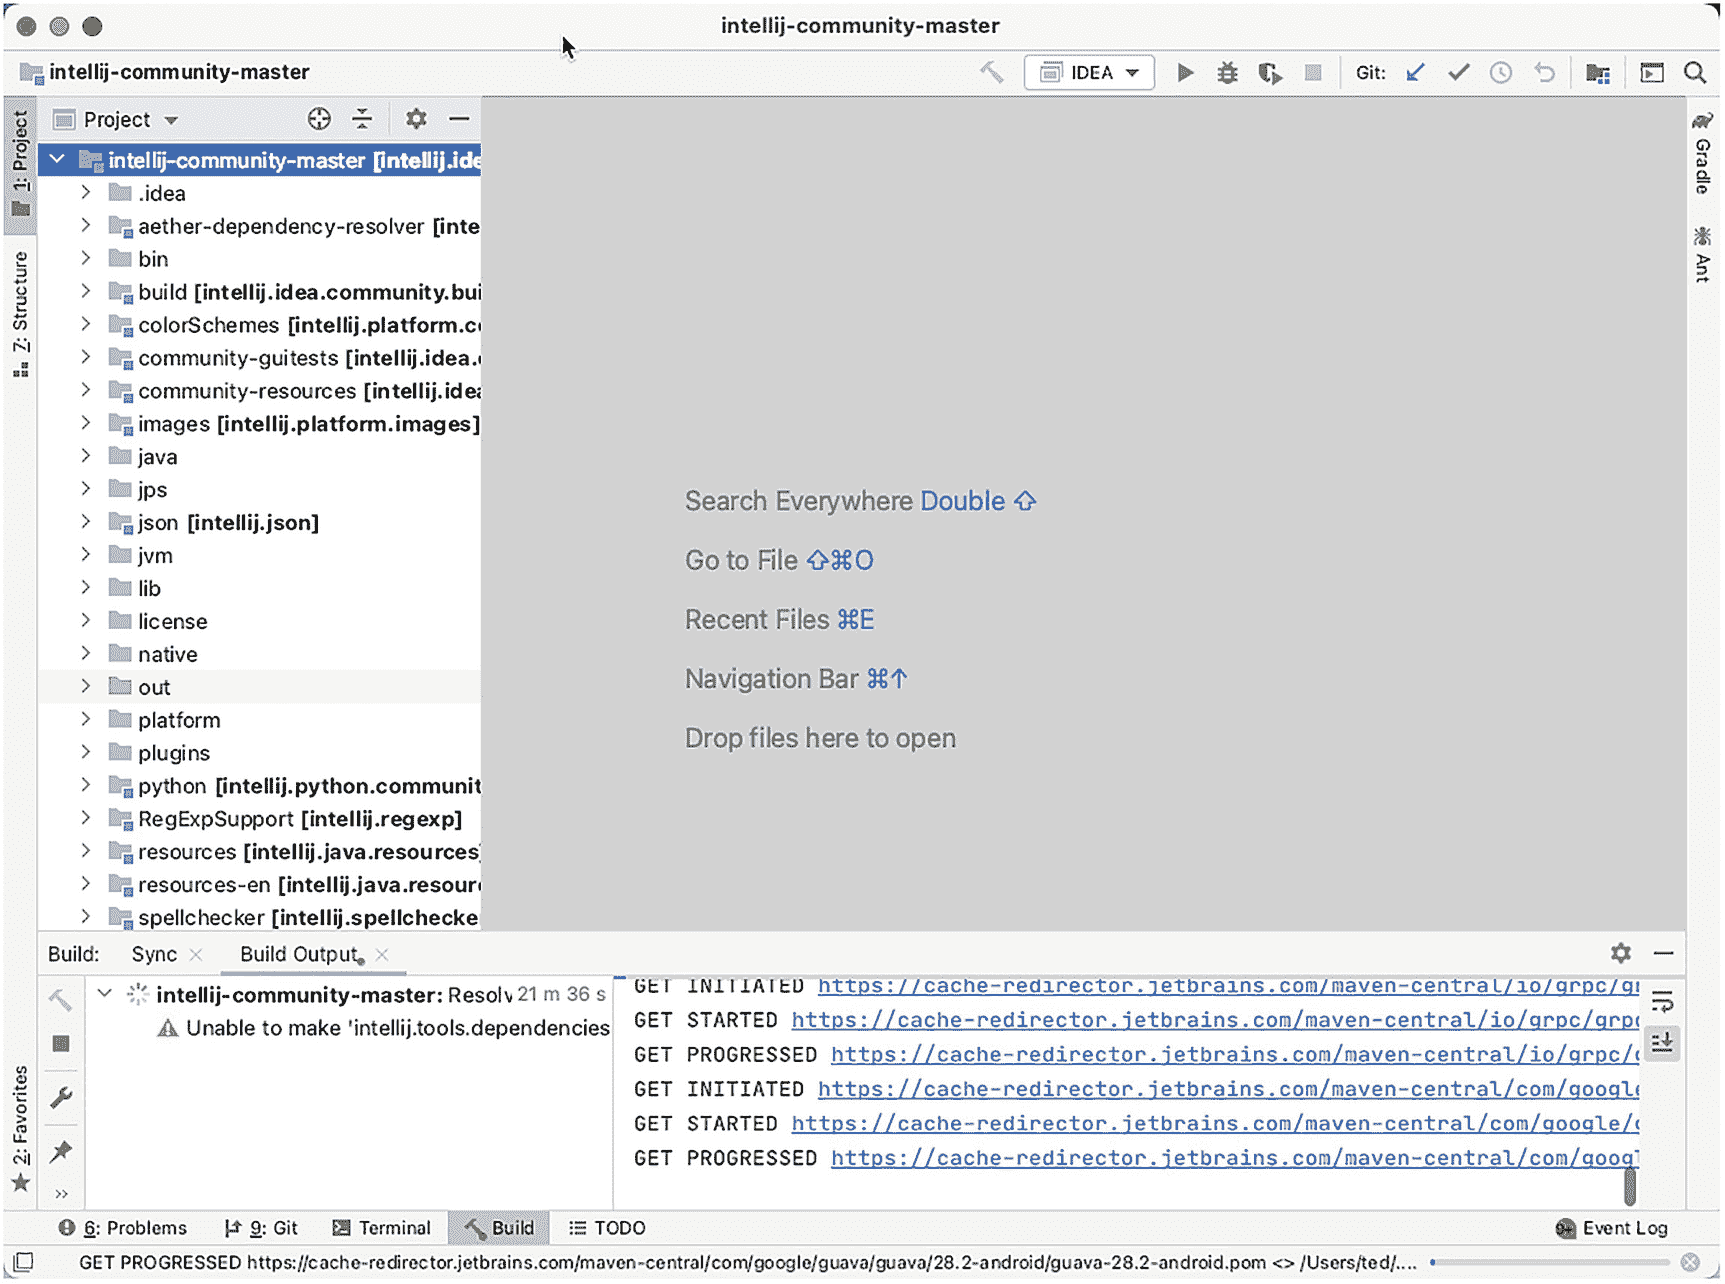 intellij-community-master
intellij-community-master
IDEA
Git:
1: Project
7: Structure
2: Favorites
Project
intellij-community-master [intellij.ide
.idea
aether-dependency-resolver [inte
bin
build [intellij.idea.community.bui
colorSchemes [intellij.platform.c
community-guitests [intellij.idea.
community-resources [intellij.idea
images [intellij.platform.images]
java
jps
json [intellij.json]
jvm
lib
license
native
out
platform
plugins
python [intellij.python.communit
RegExpSupport [intellij.regexp]
resources [intellij.java.resources]
resources-en [intellij.java.resour
spellchecker [intellij.spellchecke
Search Everywhere Double ⇧
Go to File ⇧⌘O
Recent Files ⌘E
Navigation Bar ⌘↑
Drop files here to open
Gradle
Ant
Build:
Sync
Build Output
intellij-community-master: Resolv 21 m 36 s
Unable to make 'intellij.tools.dependencies
GET INITIATED https://cache-redirector.jetbrains.com/maven-central/io/grpc/gr
GET STARTED https://cache-redirector.jetbrains.com/maven-central/io/grpc/grpc
GET PROGRESSED https://cache-redirector.jetbrains.com/maven-central/io/grpc/
GET INITIATED https://cache-redirector.jetbrains.com/maven-central/com/google
GET STARTED https://cache-redirector.jetbrains.com/maven-central/com/google/
GET PROGRESSED https://cache-redirector.jetbrains.com/maven-central/com/googl
6: Problems
9: Git
Terminal
Build
TODO
Event Log
GET PROGRESSED https://cache-redirector.jetbrains.com/maven-central/com/google/guava/guava/28.2-android/guava-28.2-android.pom <> /Users/ted/....